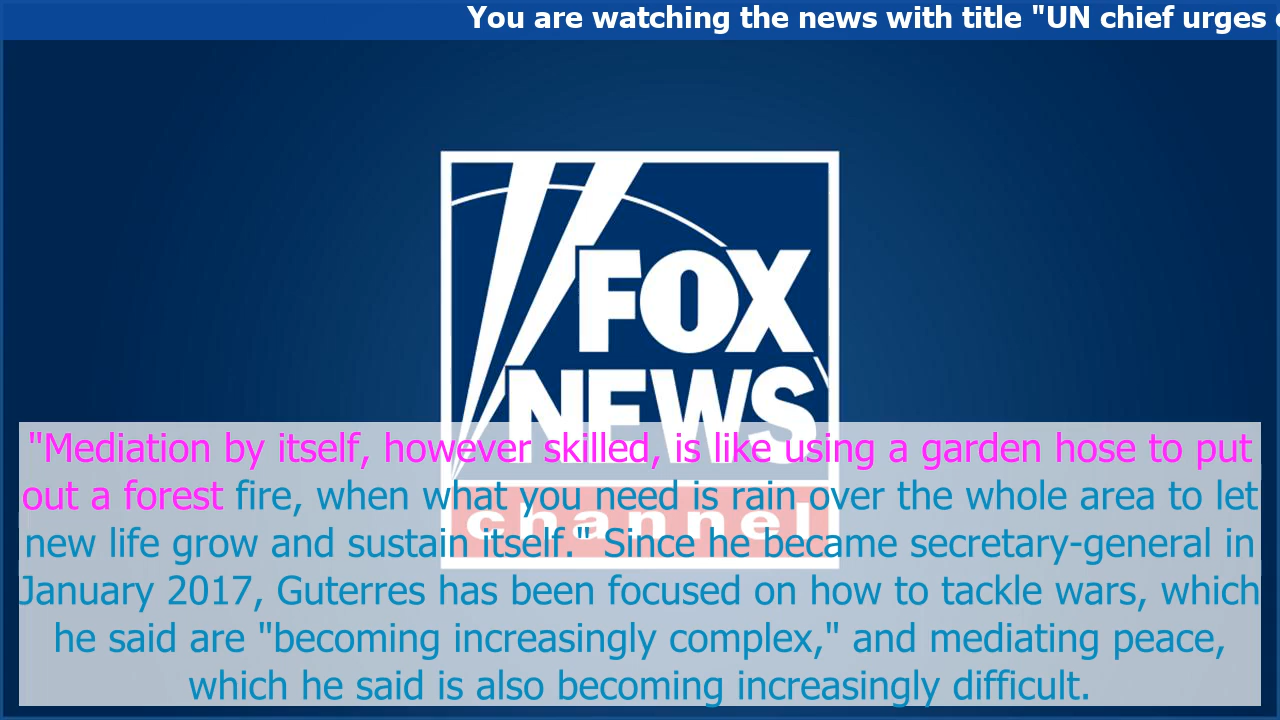 You are watching the news with title "UN chief urges
FOX
NEWS
channel
"Mediation by itself, however skilled, is like using a garden hose to put
out a forest fire, when what you need is rain over the whole area to let
new life grow and sustain itself." Since he became secretary-general in
January 2017, Guterres has been focused on how to tackle wars, which
he said are "becoming increasingly complex," and mediating peace,
which he said is also becoming increasingly difficult.